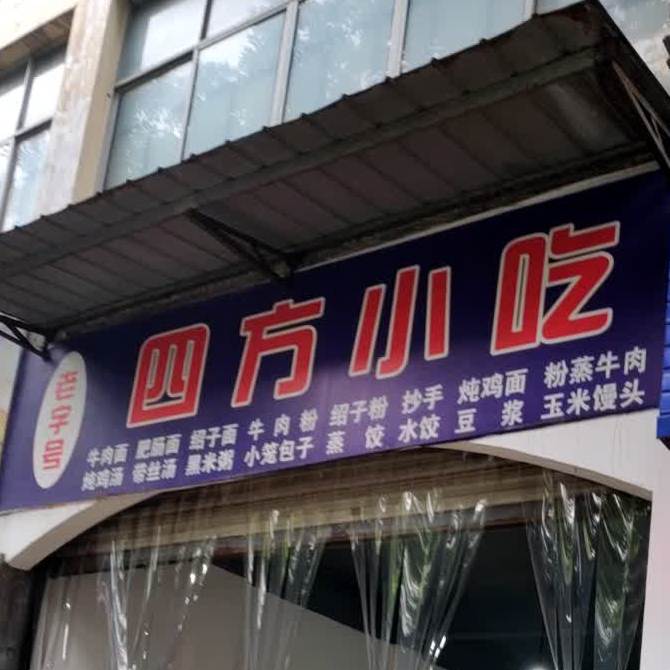 老字号
四方小吃
牛肉面 肥肠面 绍子面 牛肉粉 绍子粉 抄手 炖鸡面 粉蒸牛肉
炖鸡汤 带丝汤 黑米粥 小笼包子 蒸饺 水饺 豆浆 玉米馒头